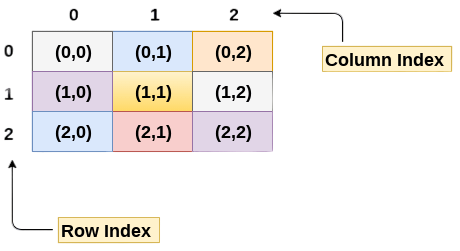 0 1 2
0 (0,0) (0,1) (0,2)
Column Index
1 (1,0) (1,1) (1,2)
2 (2,0) (2,1) (2,2)
Row Index